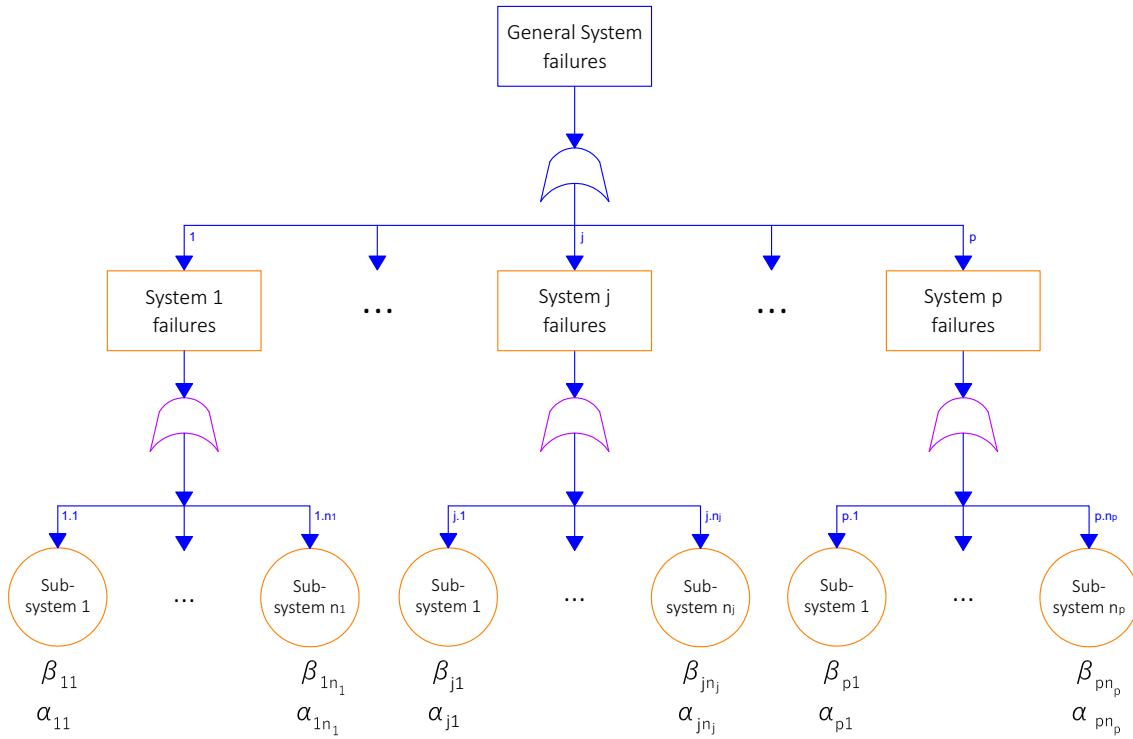 General System
failures
1 j p
System 1
failures
...
System j
failures
...
System p
failures
1.1 1.n₁ j.1 j.nⱼ p.1 p.nₚ
Sub-
system 1
...
Sub-
system n₁
Sub-
system 1
...
Sub-
system nⱼ
Sub-
system 1
...
Sub-
system nₚ
β₁₁ β₁ₙ₁ βⱼ₁ βⱼₙⱼ βₚ₁ βₚₙₚ
α₁₁ α₁ₙ₁ αⱼ₁ αⱼₙⱼ αₚ₁ αₚₙₚ